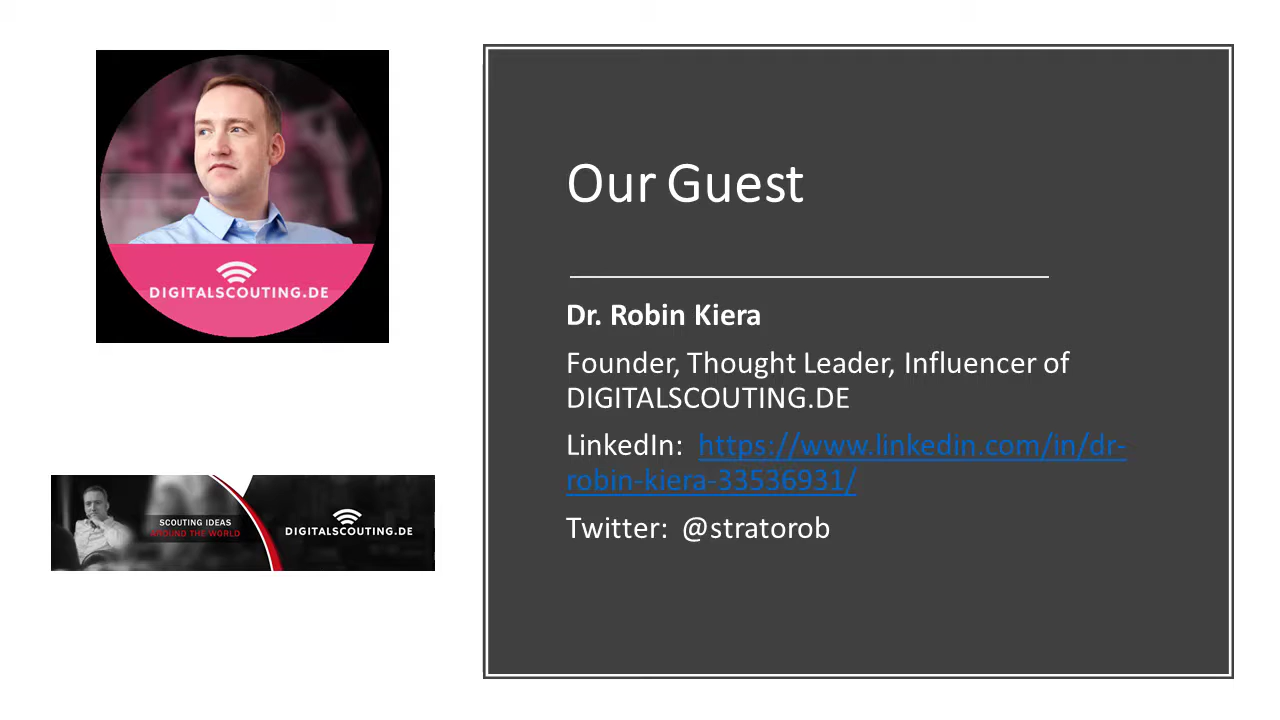 DIGITALSCOUTING.DE
SCOUTING IDEAS
AROUND THE WORLD
DIGITALSCOUTING.DE
Our Guest
Dr. Robin Kiera
Founder, Thought Leader, Influencer of
DIGITALSCOUTING.DE
LinkedIn: https://www.linkedin.com/in/dr-
robin-kiera-33536931/
Twitter: @stratorob